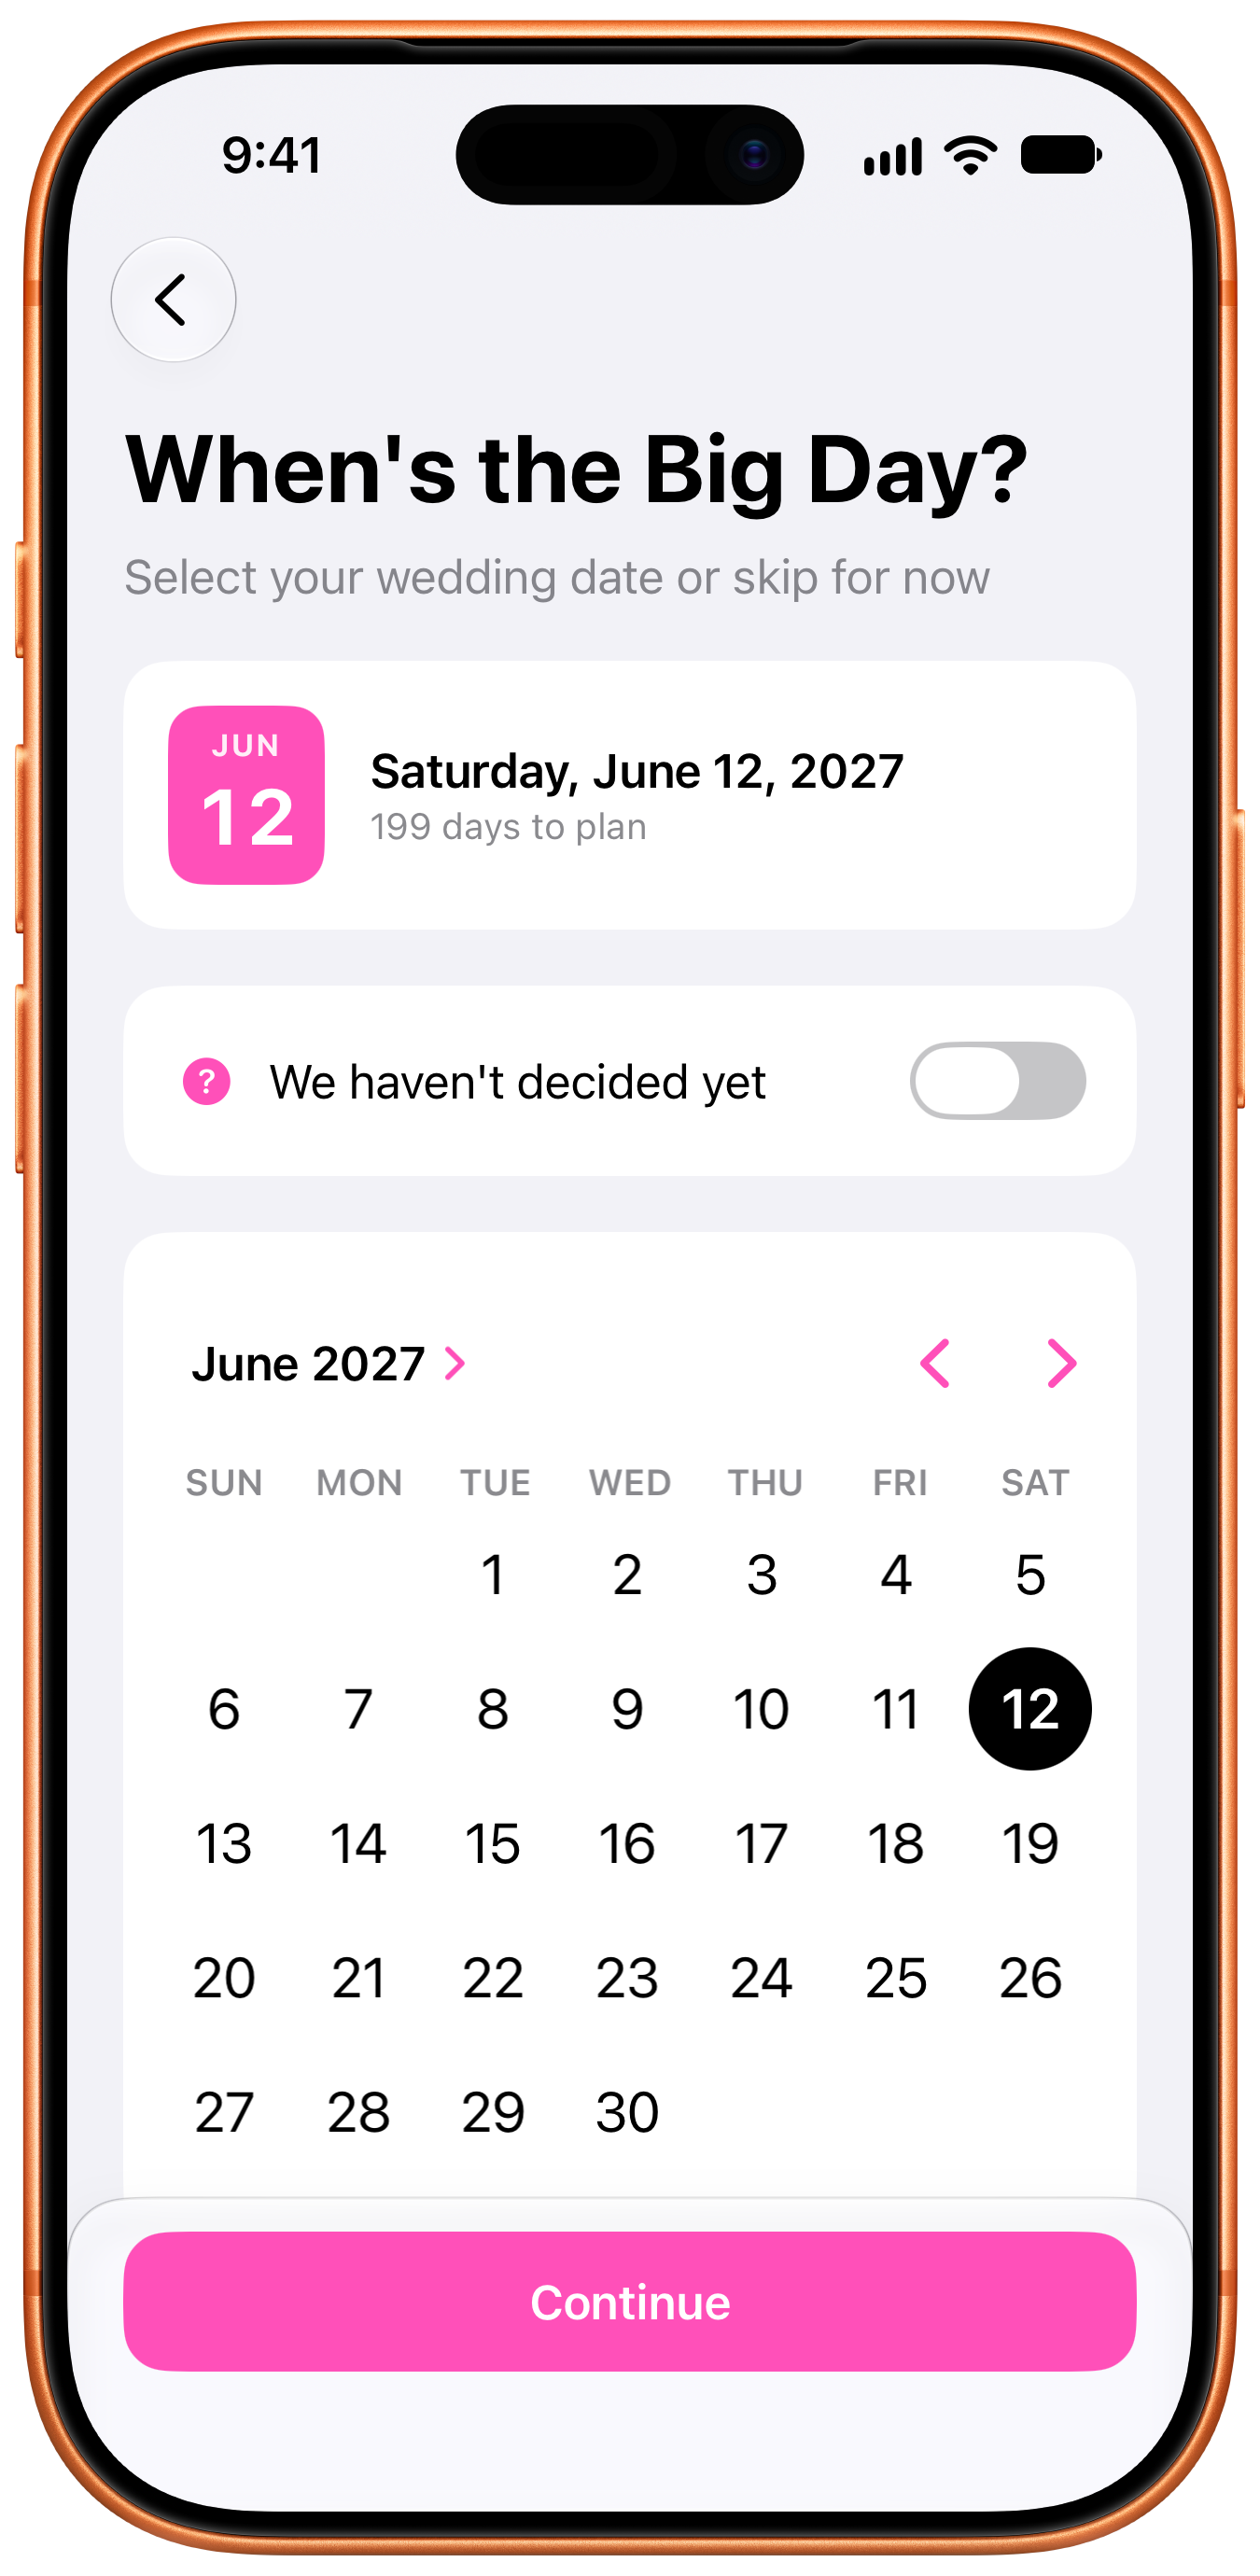 9:41
When's the Big Day?
Select your wedding date or skip for now
JUN
12
Saturday, June 12, 2027
199 days to plan
? We haven't decided yet
June 2027
SUN MON TUE WED THU FRI SAT
1 2 3 4 5
6 7 8 9 10 11 12
13 14 15 16 17 18 19
20 21 22 23 24 25 26
27 28 29 30
Continue